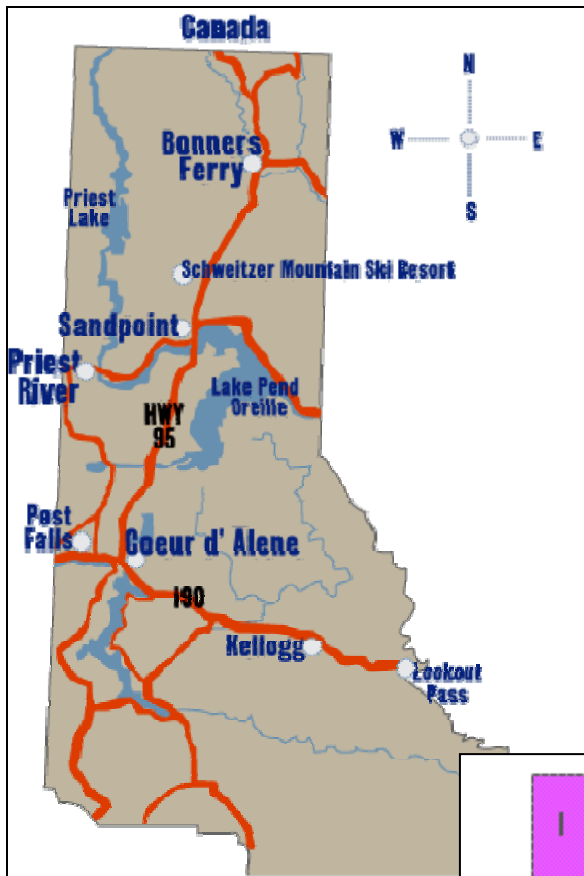 Canada
N
W
E
S
Bonners
Ferry
Priest
Lake
Schweitzer Mountain Ski Resort
Sandpoint
Priest
River
Lake Pend
Oreille
HWY
95
Post
Falls
Coeur d' Alene
I90
Kellogg
Lookout
Pass
I